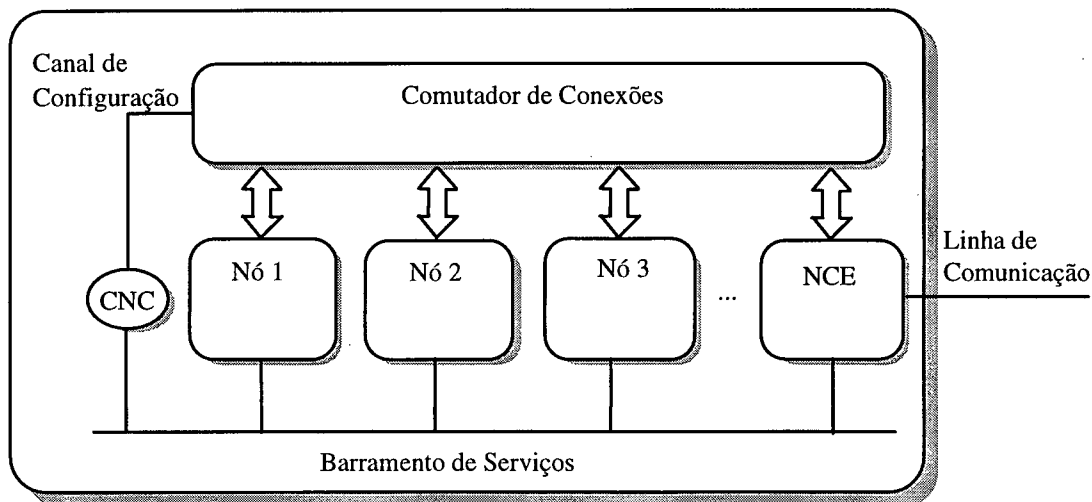 Canal de
Configuração
Comutador de Conexões
Nó 1
Nó 2
Nó 3
...
NCE
CNC
Linha de
Comunicação
Barramento de Serviços